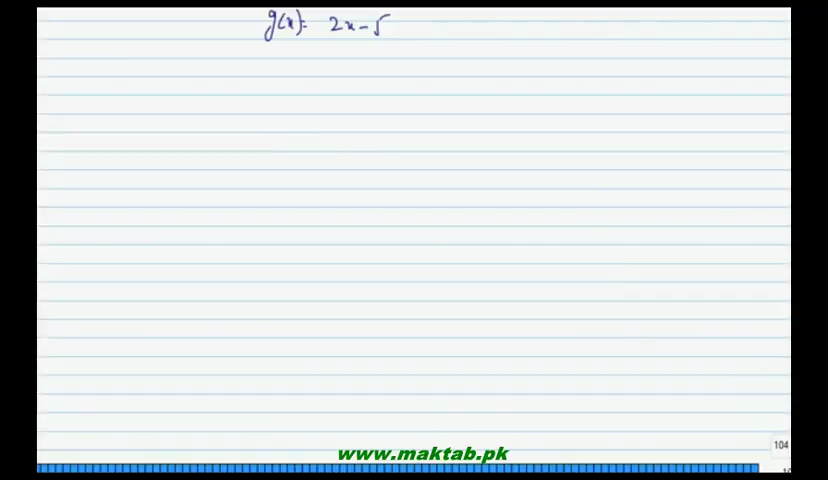 g(x) = 2x - 5
104
www.maktab.pk